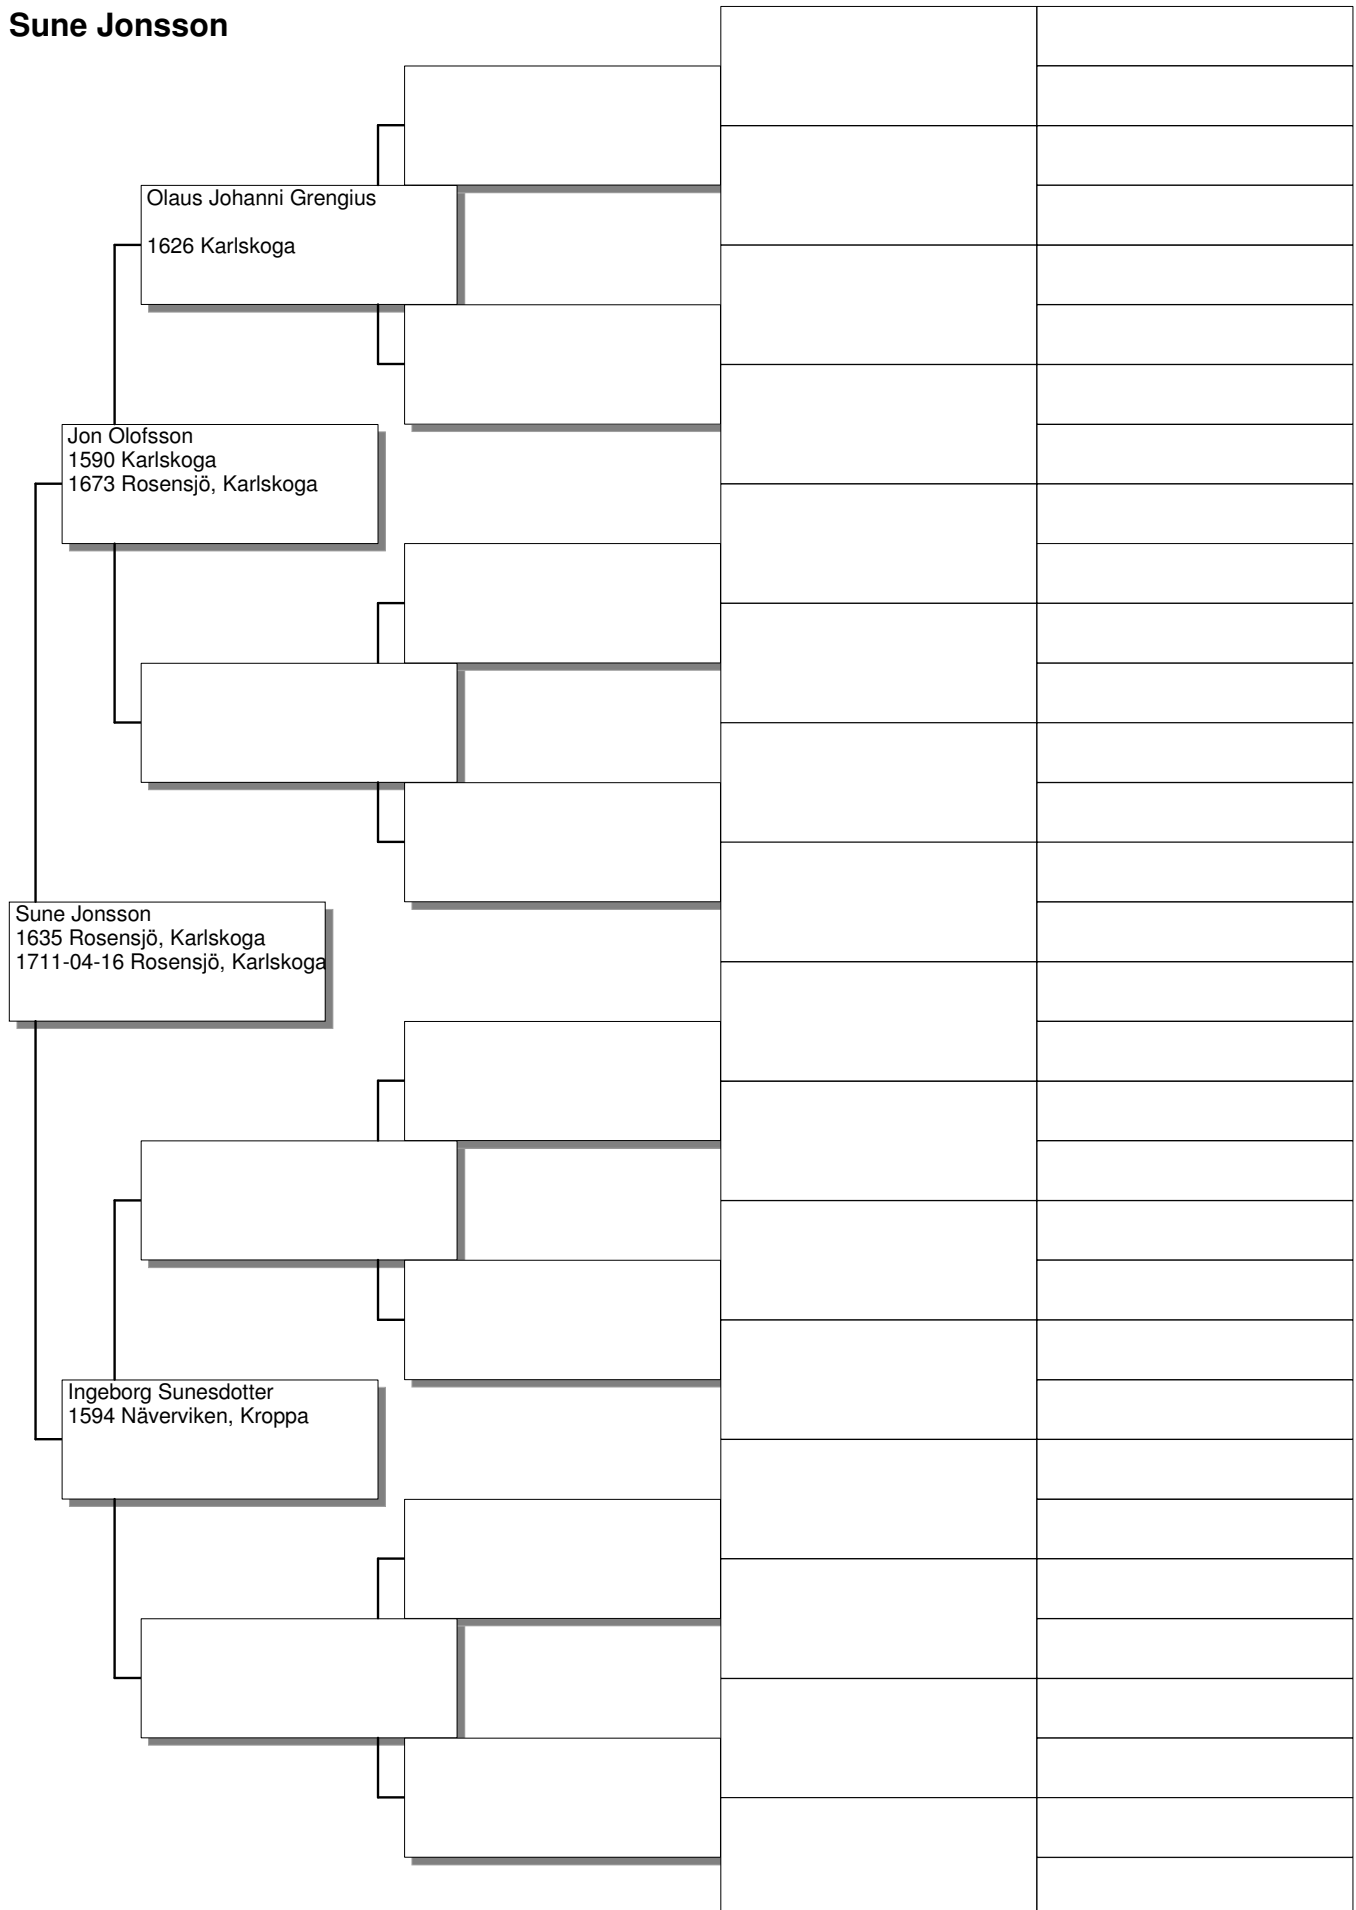 Sune Jonsson
Olaus Johanni Grengius
1626 Karlskoga
Jon Olofsson
1590 Karlskoga
1673 Rosensjö, Karlskoga
Sune Jonsson
1635 Rosensjö, Karlskoga
1711-04-16 Rosensjö, Karlskoga
Ingeborg Sunesdotter
1594 Näverviken, Kroppa